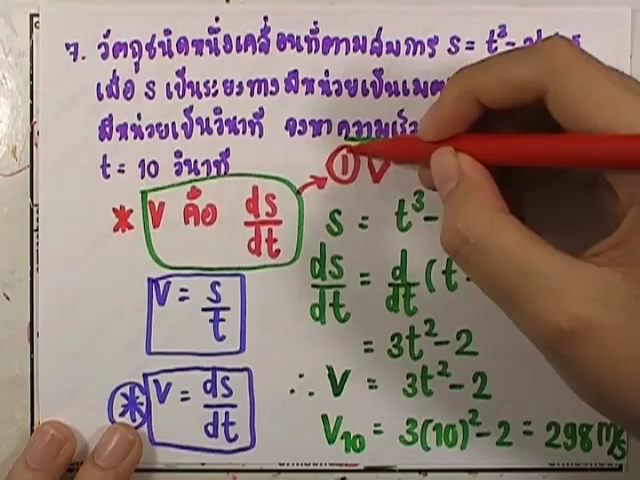 7. วัตถุชนิดหนึ่งเคลื่อนที่ตามสมการ s = t³ -
เมื่อ s เป็นระยะทางมีหน่วยเป็นเมต
มีหน่วยเป็นวินาที จงหาความเร็ว
t = 10 วินาที
① V
* V คือ ds/dt
s = t³ -
ds/dt = d/dt (t
V = s/t
= 3t² - 2
* V = ds/dt
∴ V = 3t² - 2
V₁₀ = 3(10)² - 2 = 298 m/s